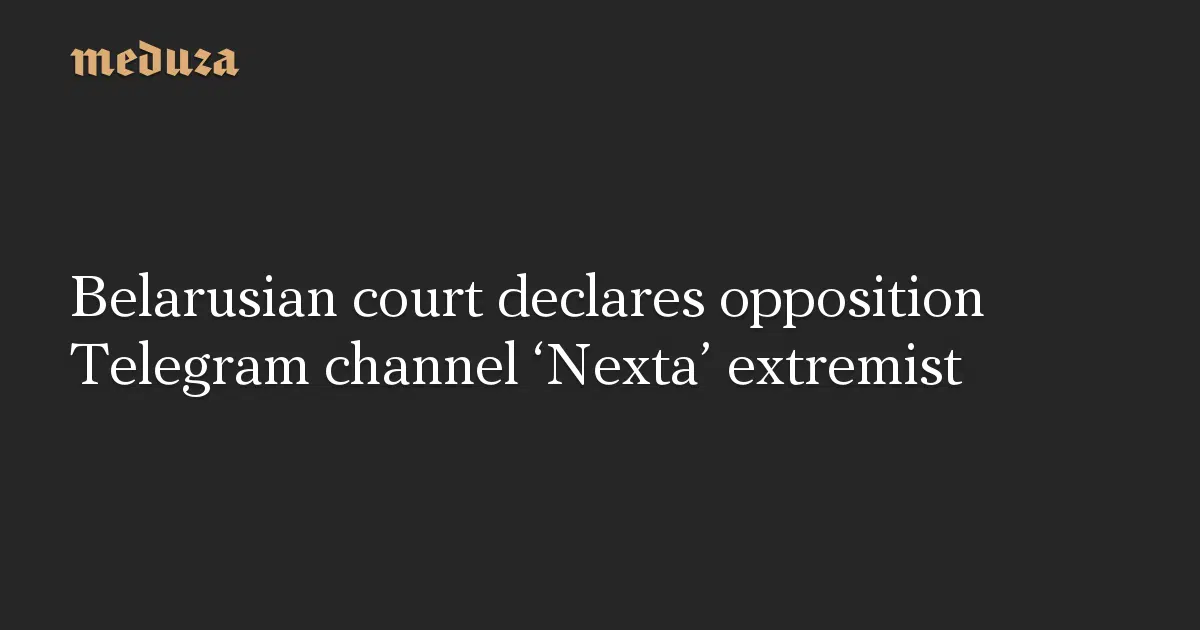 meduza
Belarusian court declares opposition
Telegram channel ‘Nexta’ extremist